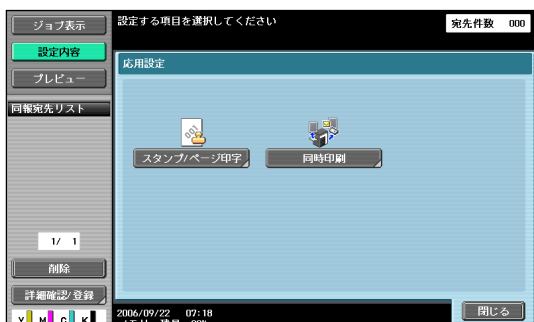 ジョブ表示
設定する項目を選択してください
宛先件数 000
設定内容
プレビュー
応用設定
同報宛先リスト
スタンプ/ページ印字
同時印刷
1/ 1
削除
詳細確認/登録
閉じる
2006/09/22 07:18
Y M C K